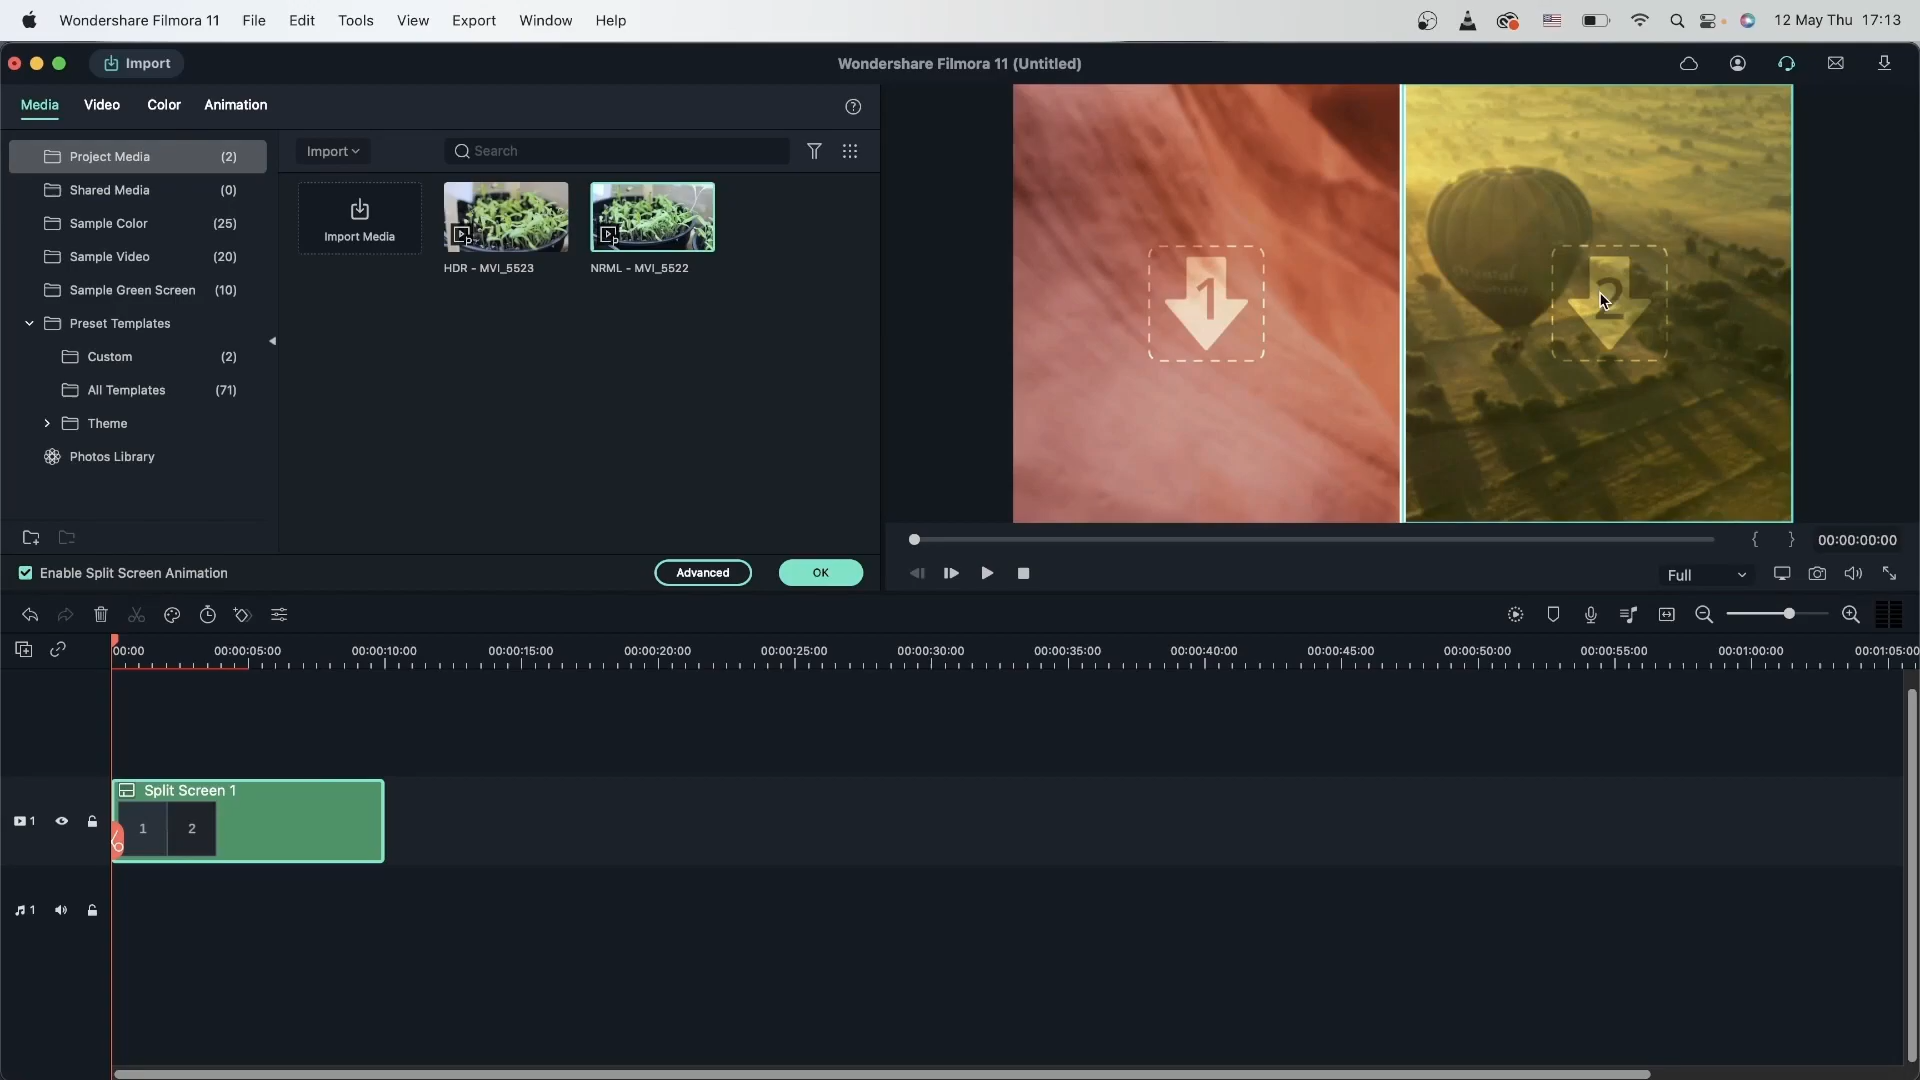 Wondershare Filmora 11 File Edit Tools View Export Window Help 12 May Thu 17:13
Import Wondershare Filmora 11 (Untitled)
Media Video Color Animation
Project Media (2)
Shared Media (0)
Sample Color (25)
Sample Video (20)
Sample Green Screen (10)
Preset Templates
Custom (2)
All Templates (71)
Theme
Photos Library
Import Search
Import Media
HDR - MVI_5523 NRML - MVI_5522
1 2
Enable Split Screen Animation Advanced OK
{ } 00:00:00:00
Full
00:00 00:00:05:00 00:00:10:00 00:00:15:00 00:00:20:00 00:00:25:00 00:00:30:00 00:00:35:00 00:00:40:00 00:00:45:00 00:00:50:00 00:00:55:00 00:01:00:00 00:01:05:00
Split Screen 1
1 1 2
1